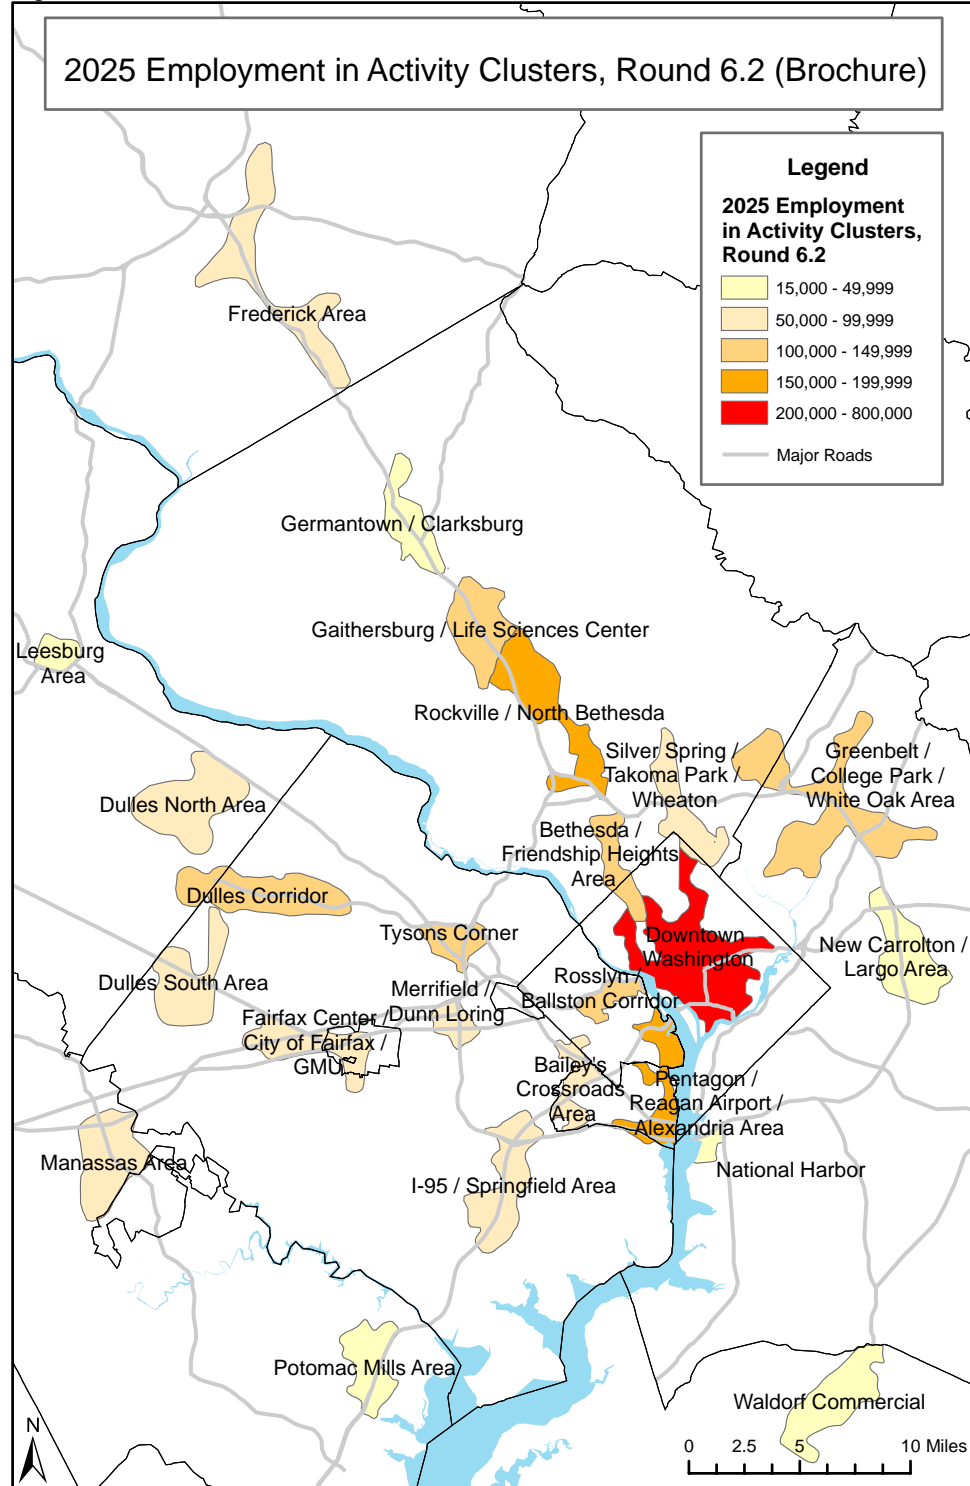 2025 Employment in Activity Clusters, Round 6.2 (Brochure)
Legend
2025 Employment
in Activity Clusters,
Round 6.2
15,000 - 49,999
50,000 - 99,999
100,000 - 149,999
150,000 - 199,999
200,000 - 800,000
Major Roads
Frederick Area
Germantown / Clarksburg
Gaithersburg / Life Sciences Center
Leesburg
Area
Rockville / North Bethesda
Silver Spring /
Takoma Park /
Wheaton
Greenbelt /
College Park /
White Oak Area
Dulles North Area
Bethesda /
Friendship Heights
Area
Dulles Corridor
Tysons Corner
Downtown
Washington
New Carrolton /
Largo Area
Dulles South Area
Merrifield /
Dunn Loring
Rosslyn /
Ballston Corridor
Fairfax Center /
City of Fairfax /
GMU
Bailey's
Crossroads
Area
Pentagon /
Reagan Airport /
Alexandria Area
Manassas Area
National Harbor
I-95 / Springfield Area
Potomac Mills Area
Waldorf Commercial
N
0 2.5 5 10 Miles